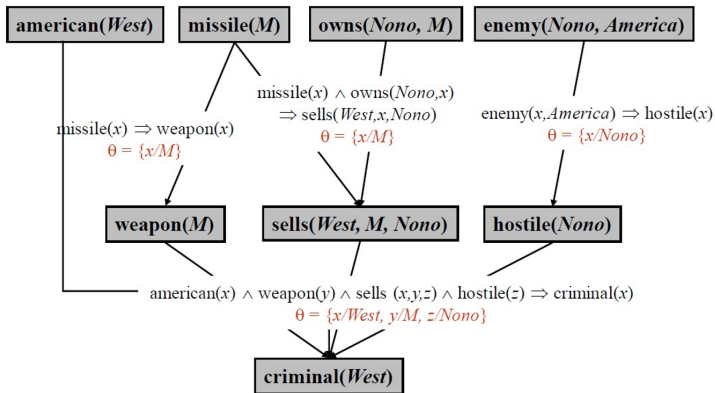 american(West) missile(M) owns(Nono, M) enemy(Nono, America)
missile(x) ∧ owns(Nono,x)
⇒ sells(West,x,Nono)
enemy(x,America) ⇒ hostile(x)
missile(x) ⇒ weapon(x)
θ = {x/M}
θ = {x/M}
θ = {x/Nono}
weapon(M) sells(West, M, Nono) hostile(Nono)
american(x) ∧ weapon(y) ∧ sells (x,y,z) ∧ hostile(z) ⇒ criminal(x)
θ = {x/West, y/M, z/Nono}
criminal(West)